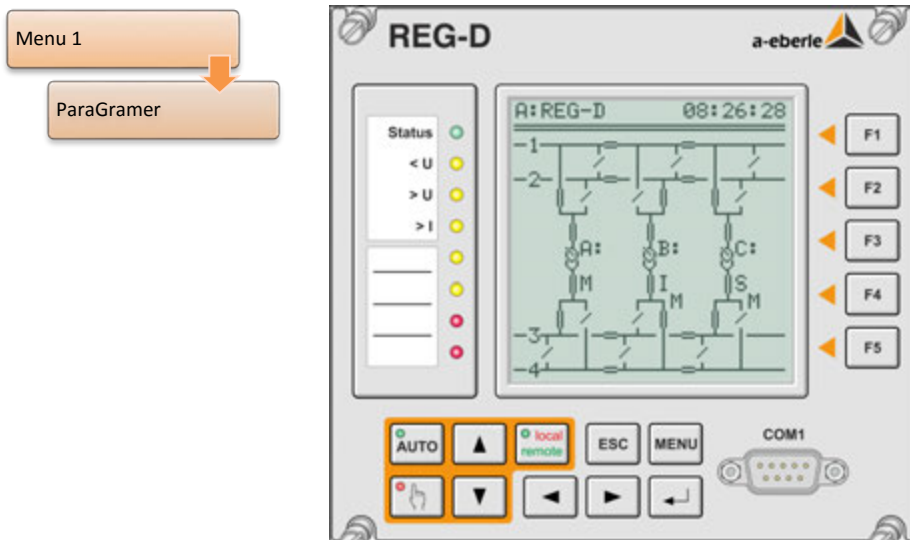 Menu 1
ParaGramer
REG-D
a-eberle
A:REG-D 08:26:28
Status
< U
> U
> I
1
2
A: B: C:
M I S
M M
3
4
F1
F2
F3
F4
F5
AUTO
local
remote
ESC
MENU
COM1